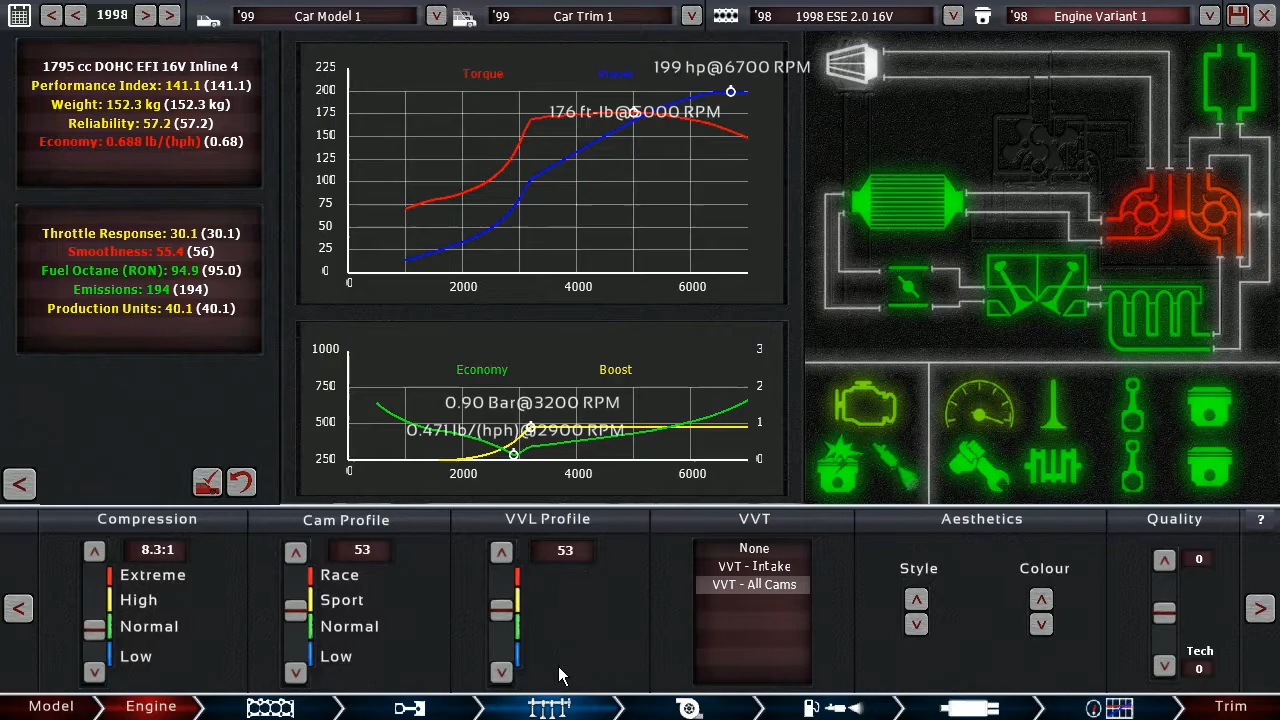 1998
'99 Car Model 1
'99 Car Trim 1
'98 1998 ESE 2.0 16V
'98 Engine Variant 1
1795 cc DOHC EFI 16V Inline 4
Performance Index: 141.1 (141.1)
Weight: 152.3 kg (152.3 kg)
Reliability: 57.2 (57.2)
Economy: 0.688 lb/(hph) (0.68)
Throttle Response: 30.1 (30.1)
Smoothness: 55.4 (56)
Fuel Octane (RON): 94.9 (95.0)
Emissions: 194 (194)
Production Units: 40.1 (40.1)
225
200
175
150
125
100
75
50
25
0
0 2000 4000 6000
Torque
Power
199 hp@6700 RPM
176 ft-lb@5000 RPM
1000
750
500
250
3
2
1
0
0 2000 4000 6000
Economy
Boost
0.90 Bar@3200 RPM
0.471 lb/(hph)@2900 RPM
Compression
8.3:1
Extreme
High
Normal
Low
Cam Profile
53
Race
Sport
Normal
Low
VVL Profile
53
VVT
None
VVT - Intake
VVT - All Cams
Aesthetics
Style
Colour
Quality
0
Tech
0
?
Model
Engine
Trim